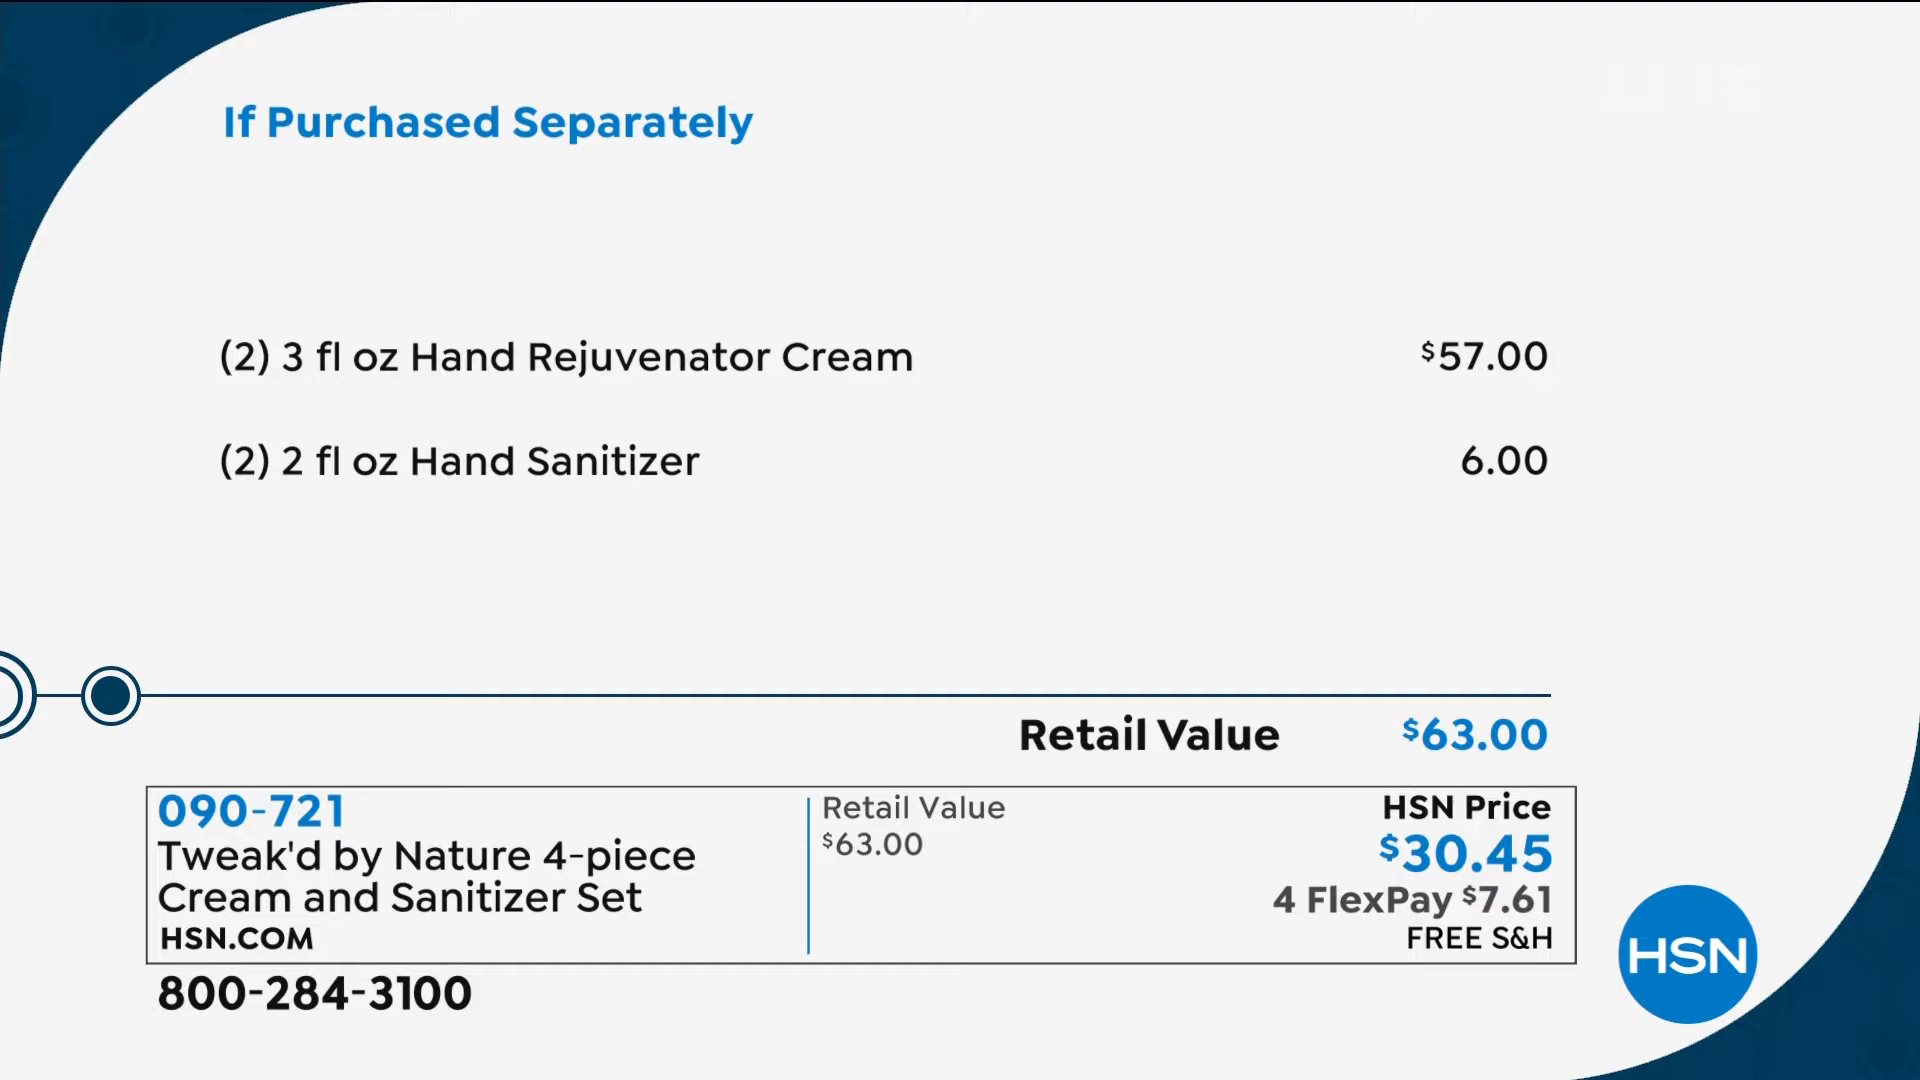 If Purchased Separately
(2) 3 fl oz Hand Rejuvenator Cream $57.00
(2) 2 fl oz Hand Sanitizer 6.00
Retail Value $63.00
090-721
Tweak'd by Nature 4-piece
Cream and Sanitizer Set
HSN.COM
Retail Value
$63.00
HSN Price
$30.45
4 FlexPay $7.61
FREE S&H
800-284-3100
HSN